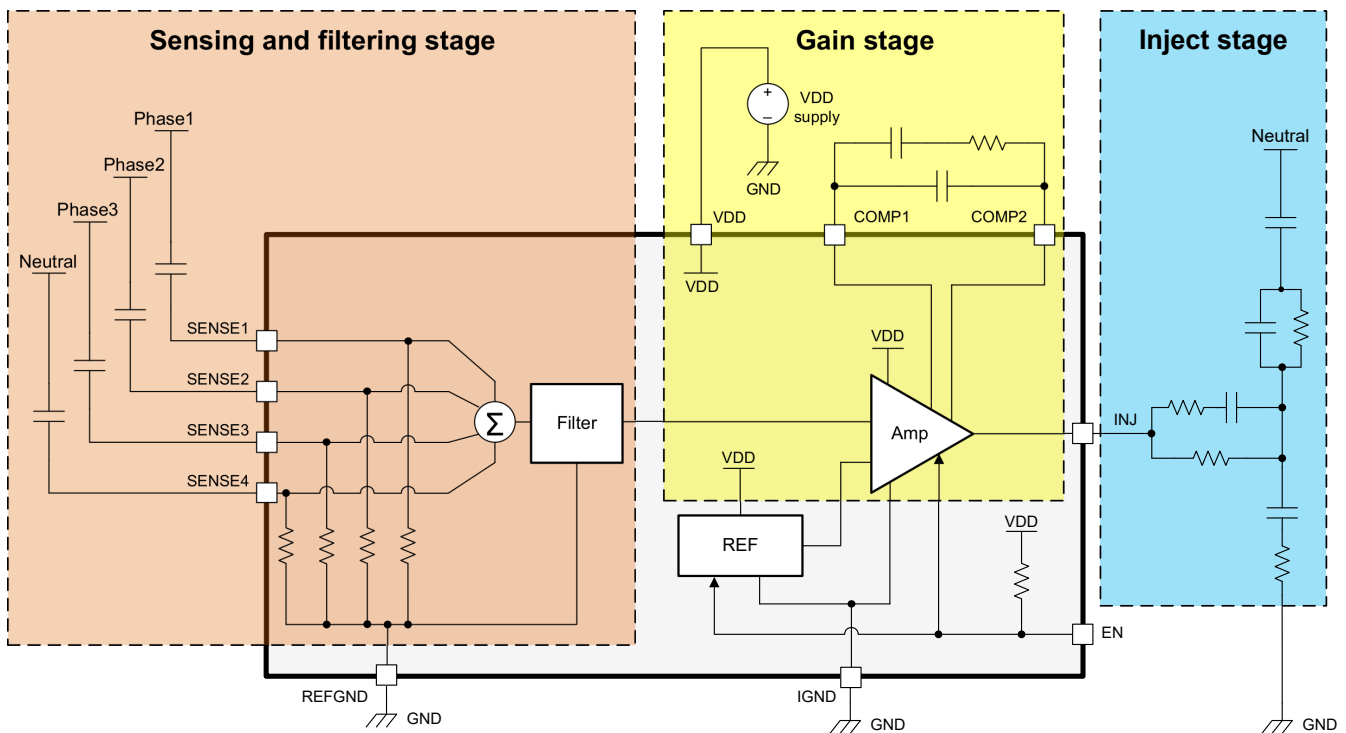 Sensing and filtering stage
Gain stage
Inject stage
Phase1
Phase2
Phase3
Neutral
SENSE1
SENSE2
SENSE3
SENSE4
Σ
Filter
REFGND
GND
+
–
VDD
supply
GND
VDD
COMP1
COMP2
VDD
VDD
Amp
VDD
REF
VDD
IGND
GND
EN
INJ
Neutral
GND